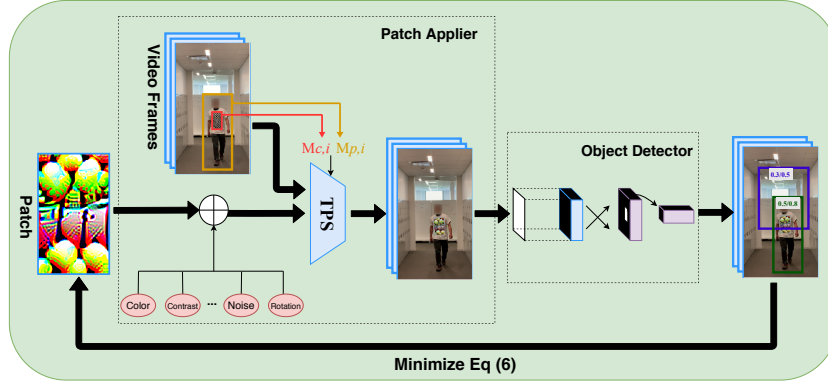 Patch Applier
Video Frames
Mc,i Mp,i
TPS
Patch
Color
Contrast
...
Noise
Rotation
Object Detector
0.3/0.5
0.5/0.8
Minimize Eq (6)